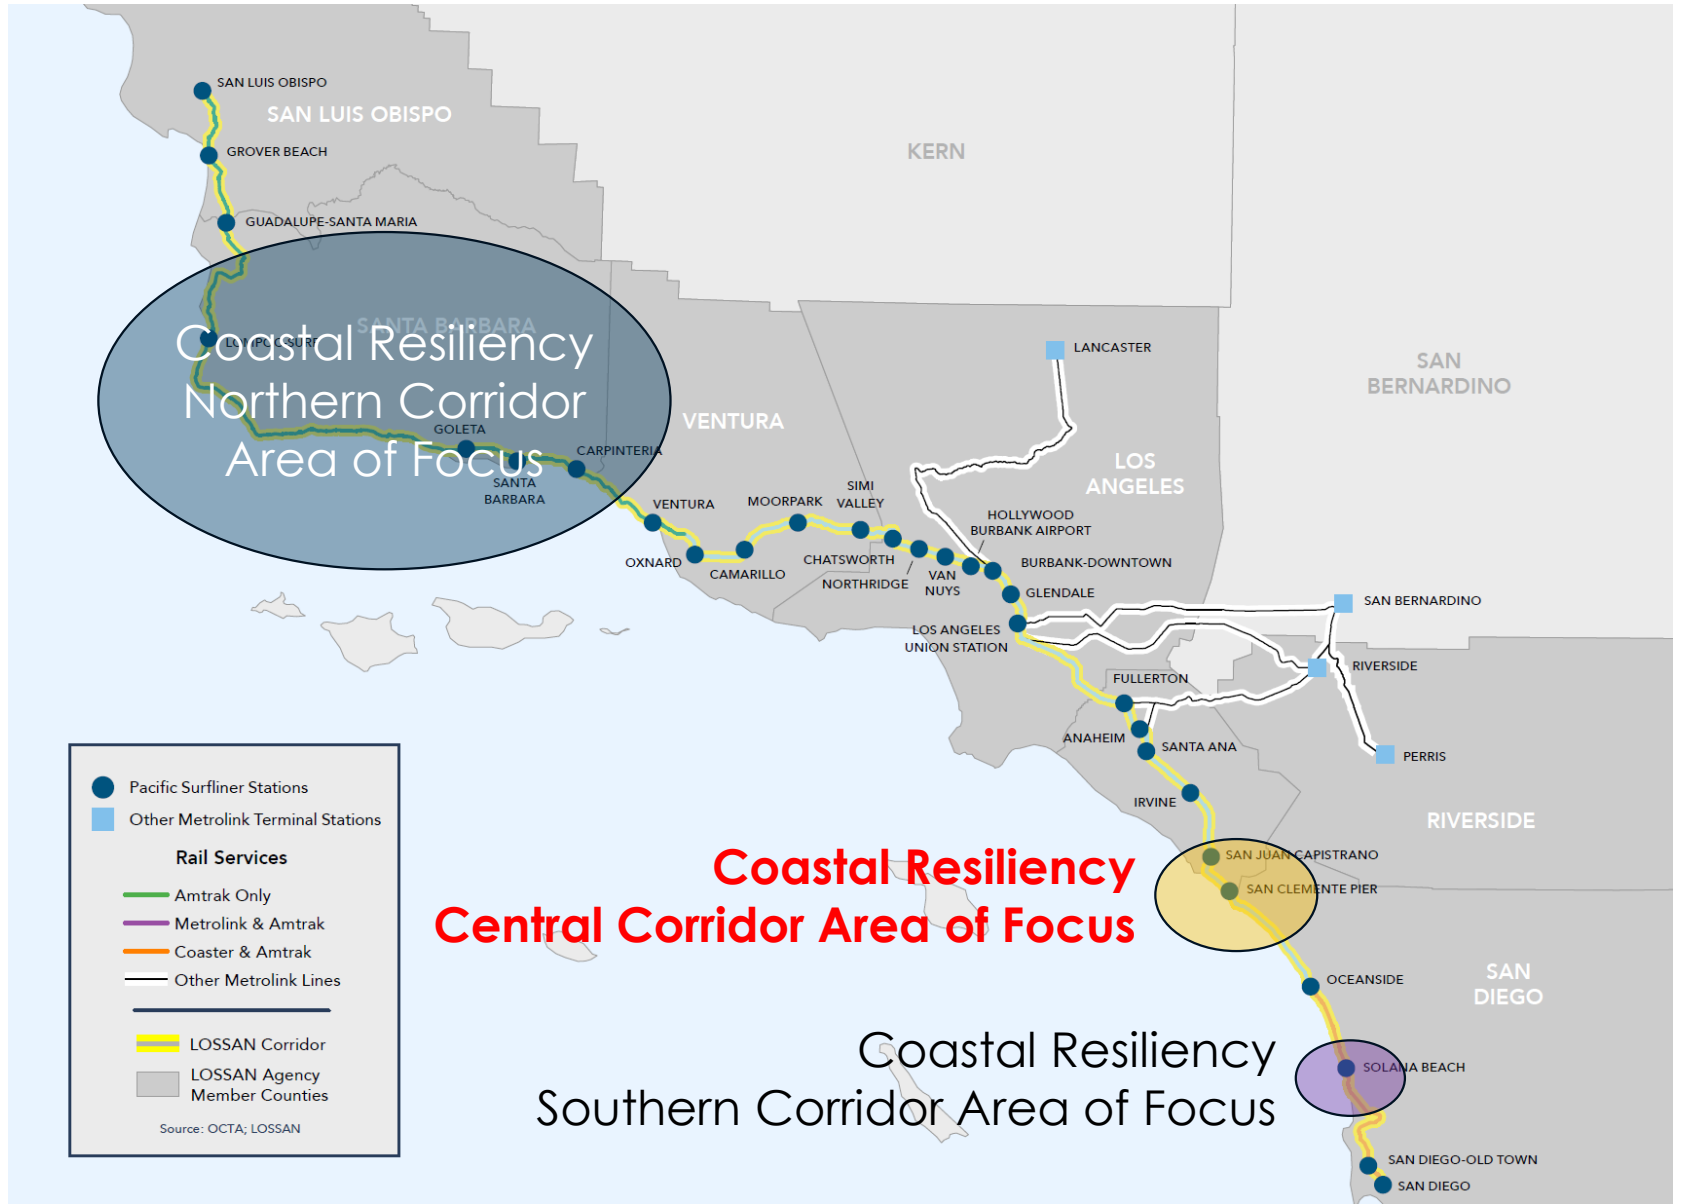 SAN LUIS OBISPO
SAN LUIS OBISPO
GROVER BEACH
KERN
GUADALUPE-SANTA MARIA
SANTA BARBARA
LOMPOC-SURF
Coastal Resiliency
Northern Corridor
Area of Focus
GOLETA
SANTA
BARBARA
CARPINTERIA
VENTURA
LANCASTER
SAN
BERNARDINO
LOS
ANGELES
VENTURA
OXNARD
CAMARILLO
MOORPARK
SIMI
VALLEY
CHATSWORTH
NORTHRIDGE
VAN
NUYS
HOLLYWOOD
BURBANK AIRPORT
BURBANK-DOWNTOWN
GLENDALE
LOS ANGELES
UNION STATION
SAN BERNARDINO
RIVERSIDE
FULLERTON
ANAHEIM
SANTA ANA
PERRIS
IRVINE
RIVERSIDE
Coastal Resiliency
Central Corridor Area of Focus
SAN JUAN CAPISTRANO
SAN CLEMENTE PIER
OCEANSIDE
SAN
DIEGO
Coastal Resiliency
Southern Corridor Area of Focus
SOLANA BEACH
SAN DIEGO-OLD TOWN
SAN DIEGO
Pacific Surfliner Stations
Other Metrolink Terminal Stations
Rail Services
Amtrak Only
Metrolink & Amtrak
Coaster & Amtrak
Other Metrolink Lines
LOSSAN Corridor
LOSSAN Agency
Member Counties
Source: OCTA; LOSSAN